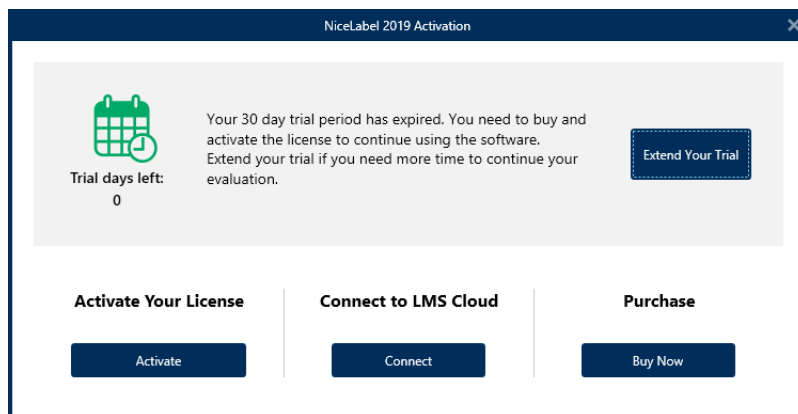 NiceLabel 2019 Activation
Your 30 day trial period has expired. You need to buy and
activate the license to continue using the software.
Extend your trial if you need more time to continue your
evaluation.
Extend Your Trial
Trial days left:
0
Activate Your License
Connect to LMS Cloud
Purchase
Activate
Connect
Buy Now